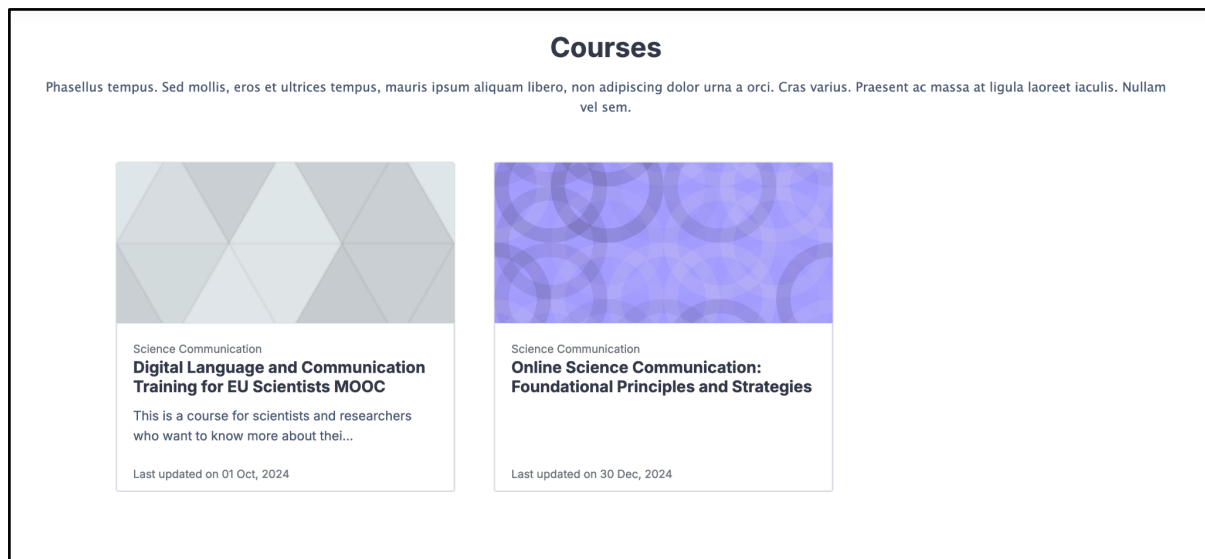 Courses
Phasellus tempus. Sed mollis, eros et ultrices tempus, mauris ipsum aliquam libero, non adipiscing dolor urna a orci. Cras varius. Praesent ac massa at ligula laoreet iaculis. Nullam
vel sem.
Science Communication
Digital Language and Communication
Training for EU Scientists MOOC
This is a course for scientists and researchers
who want to know more about thei...
Last updated on 01 Oct, 2024
Science Communication
Online Science Communication:
Foundational Principles and Strategies
Last updated on 30 Dec, 2024